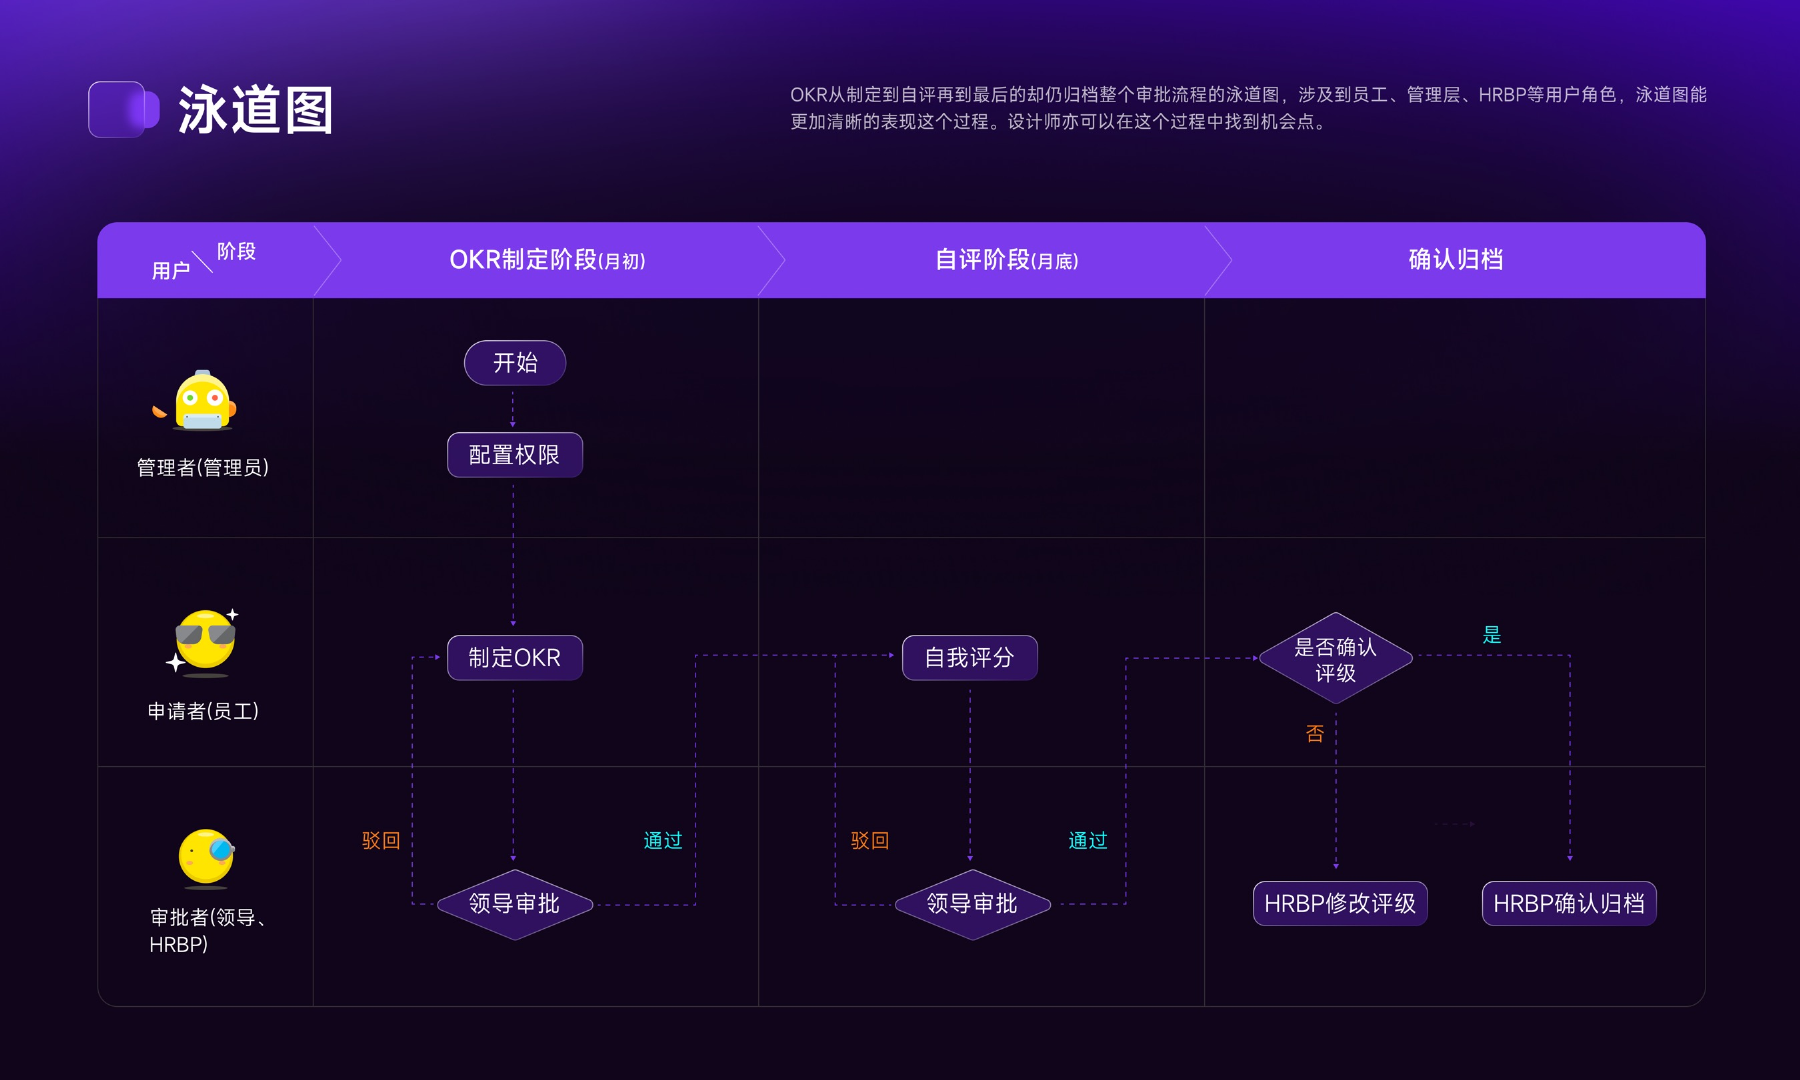 泳道图
OKR从制定到自评再到最后的却仍归档整个审批流程的泳道图，涉及到员工、管理层、HRBP等用户角色，泳道图能
更加清晰的表现这个过程。设计师亦可以在这个过程中找到机会点。
用户
阶段
OKR制定阶段(月初)
自评阶段(月底)
确认归档
管理者(管理员)
开始
配置权限
申请者(员工)
制定OKR
自我评分
是否确认
评级
是
否
审批者(领导、
HRBP)
驳回
通过
领导审批
驳回
通过
领导审批
HRBP修改评级
HRBP确认归档